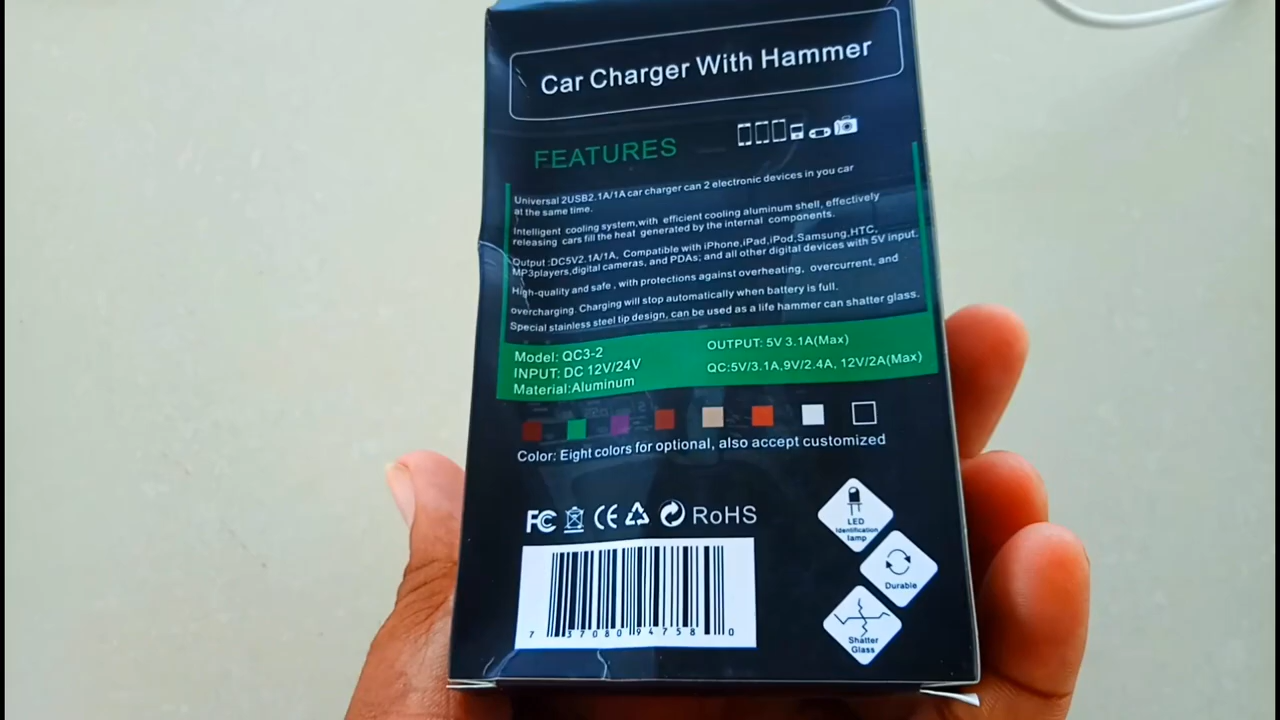 Car Charger With Hammer
FEATURES
Universal 2USB2.1A/1A car charger can 2 electronic devices in you car
at the same time.
Intelligent cooling system,with efficient cooling aluminum shell, effectively
releasing cars fill the heat generated by the internal components.
Output :DC5V2.1A/1A, Compatible with iPhone,iPad,iPod,Samsung,HTC,
MP3players,digital cameras, and PDAs; and all other digital devices with 5V input.
High-quality and safe , with protections against overheating, overcurrent, and
overcharging. Charging will stop automatically when battery is full.
Special stainless steel tip design, can be used as a life hammer can shatter glass.
Model: QC3-2
INPUT: DC 12V/24V
Material:Aluminum
OUTPUT: 5V 3.1A(Max)
QC:5V/3.1A,9V/2.4A, 12V/2A(Max)
Color: Eight colors for optional, also accept customized
FC CE RoHS
7 37080 94758 0
LED
Identification
lamp
Durable
Shatter
Glass